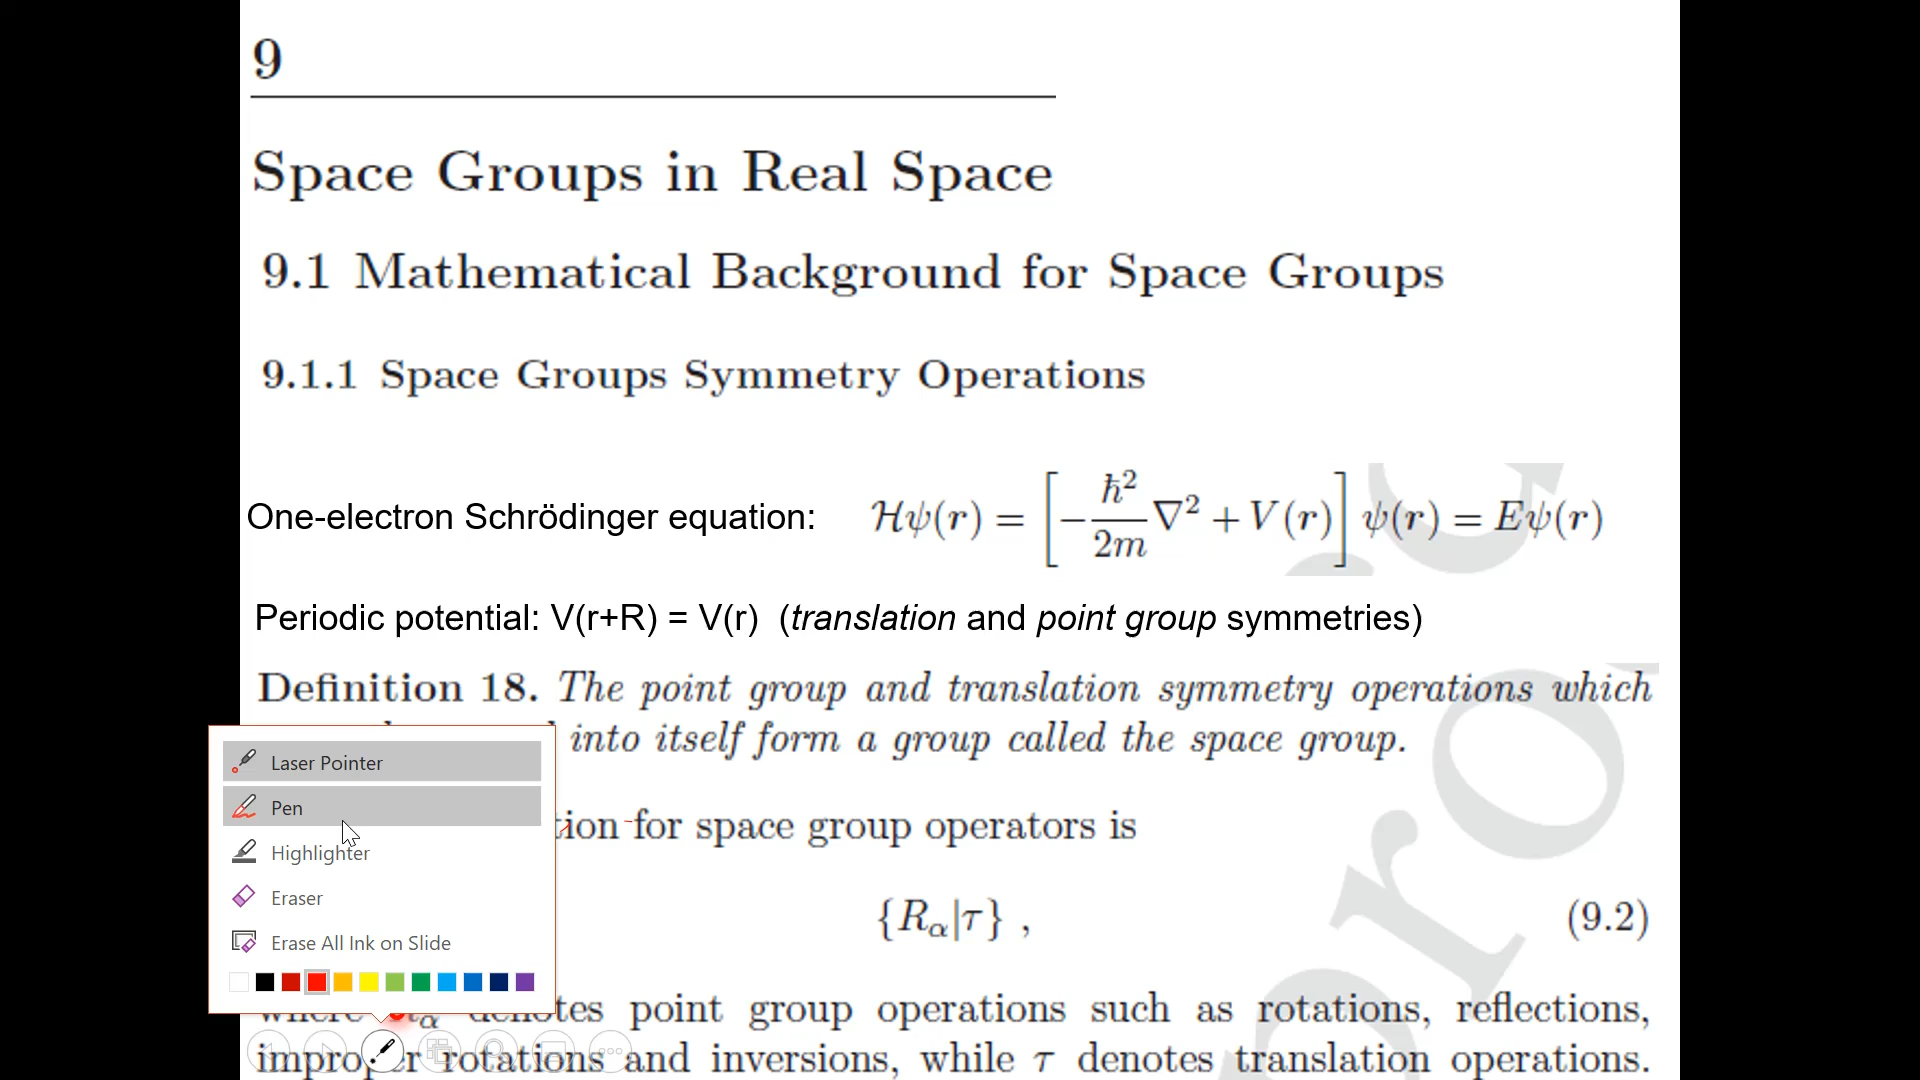 9
Space Groups in Real Space
9.1 Mathematical Background for Space Groups
9.1.1 Space Groups Symmetry Operations
One-electron Schrödinger equation: ℋψ(r) = [−ℏ²/2m ∇² + V(r)] ψ(r) = Eψ(r)
Periodic potential: V(r+R) = V(r) (translation and point group symmetries)
Definition 18. The point group and translation symmetry operations which
into itself form a group called the space group.
Laser Pointer
Pen
Highlighter
Eraser
Erase All Ink on Slide
for space group operators is
{Rα|τ} , (9.2)
point group operations such as rotations, reflections,
improper rotations and inversions, while τ denotes translation operations.